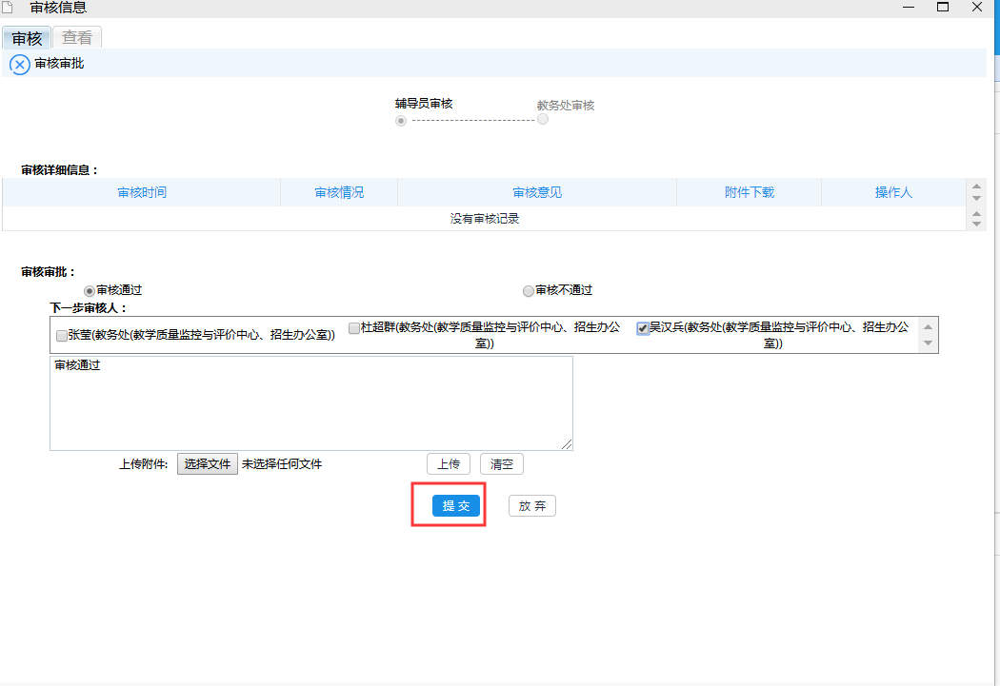 审核信息
审核 查看
审核审批
辅导员审核 教务处审核
审核详细信息：
审核时间 审核情况 审核意见 附件下载 操作人
没有审核记录
审核审批：
审核通过 审核不通过
下一步审核人：
张莹(教务处(教学质量监控与评价中心、招生办公室))
杜超群(教务处(教学质量监控与评价中心、招生办公
室))
吴汉兵(教务处(教学质量监控与评价中心、招生办公
室))
审核通过
上传附件: 选择文件 未选择任何文件 上传 清空
提 交 放 弃